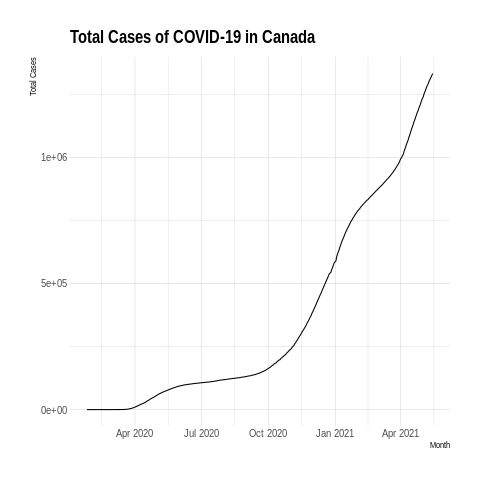 Total Cases of COVID-19 in Canada
Total Cases
1e+06
5e+05
0e+00
Apr 2020 Jul 2020 Oct 2020 Jan 2021 Apr 2021
Month